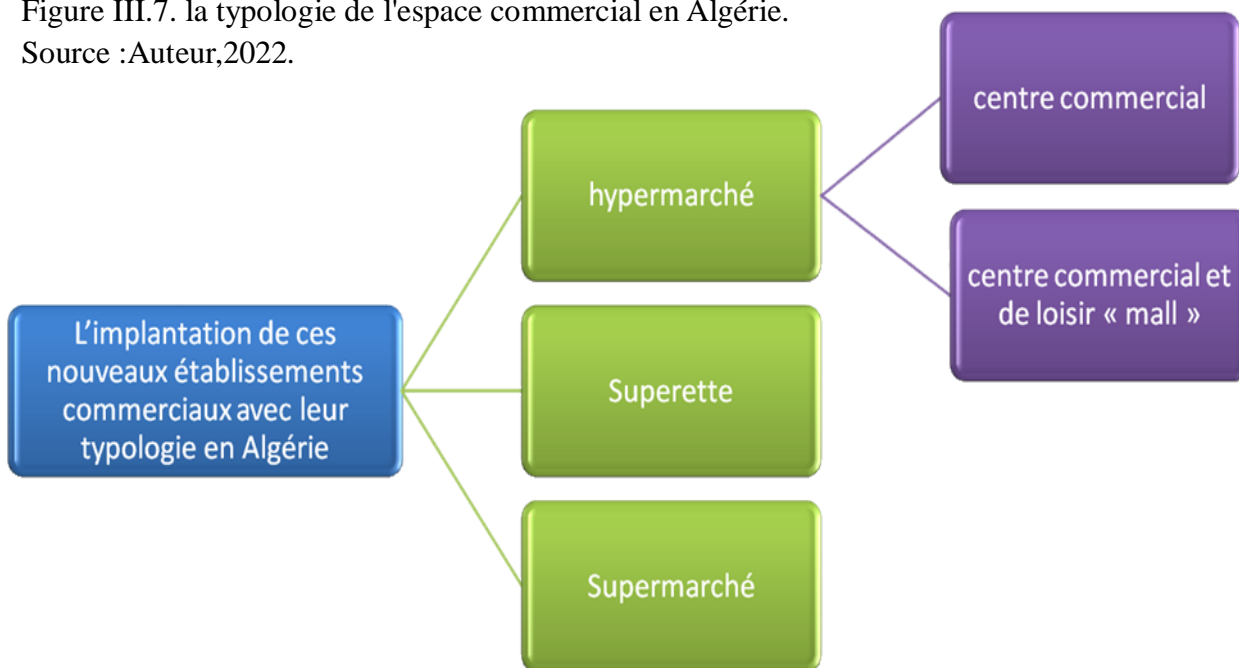 Figure III.7. la typologie de l'espace commercial en Algérie.
Source :Auteur,2022.
L’implantation de ces
nouveaux établissements
commerciaux avec leur
typologie en Algérie
hypermarché
Superette
Supermarché
centre commercial
centre commercial et
de loisir « mall »